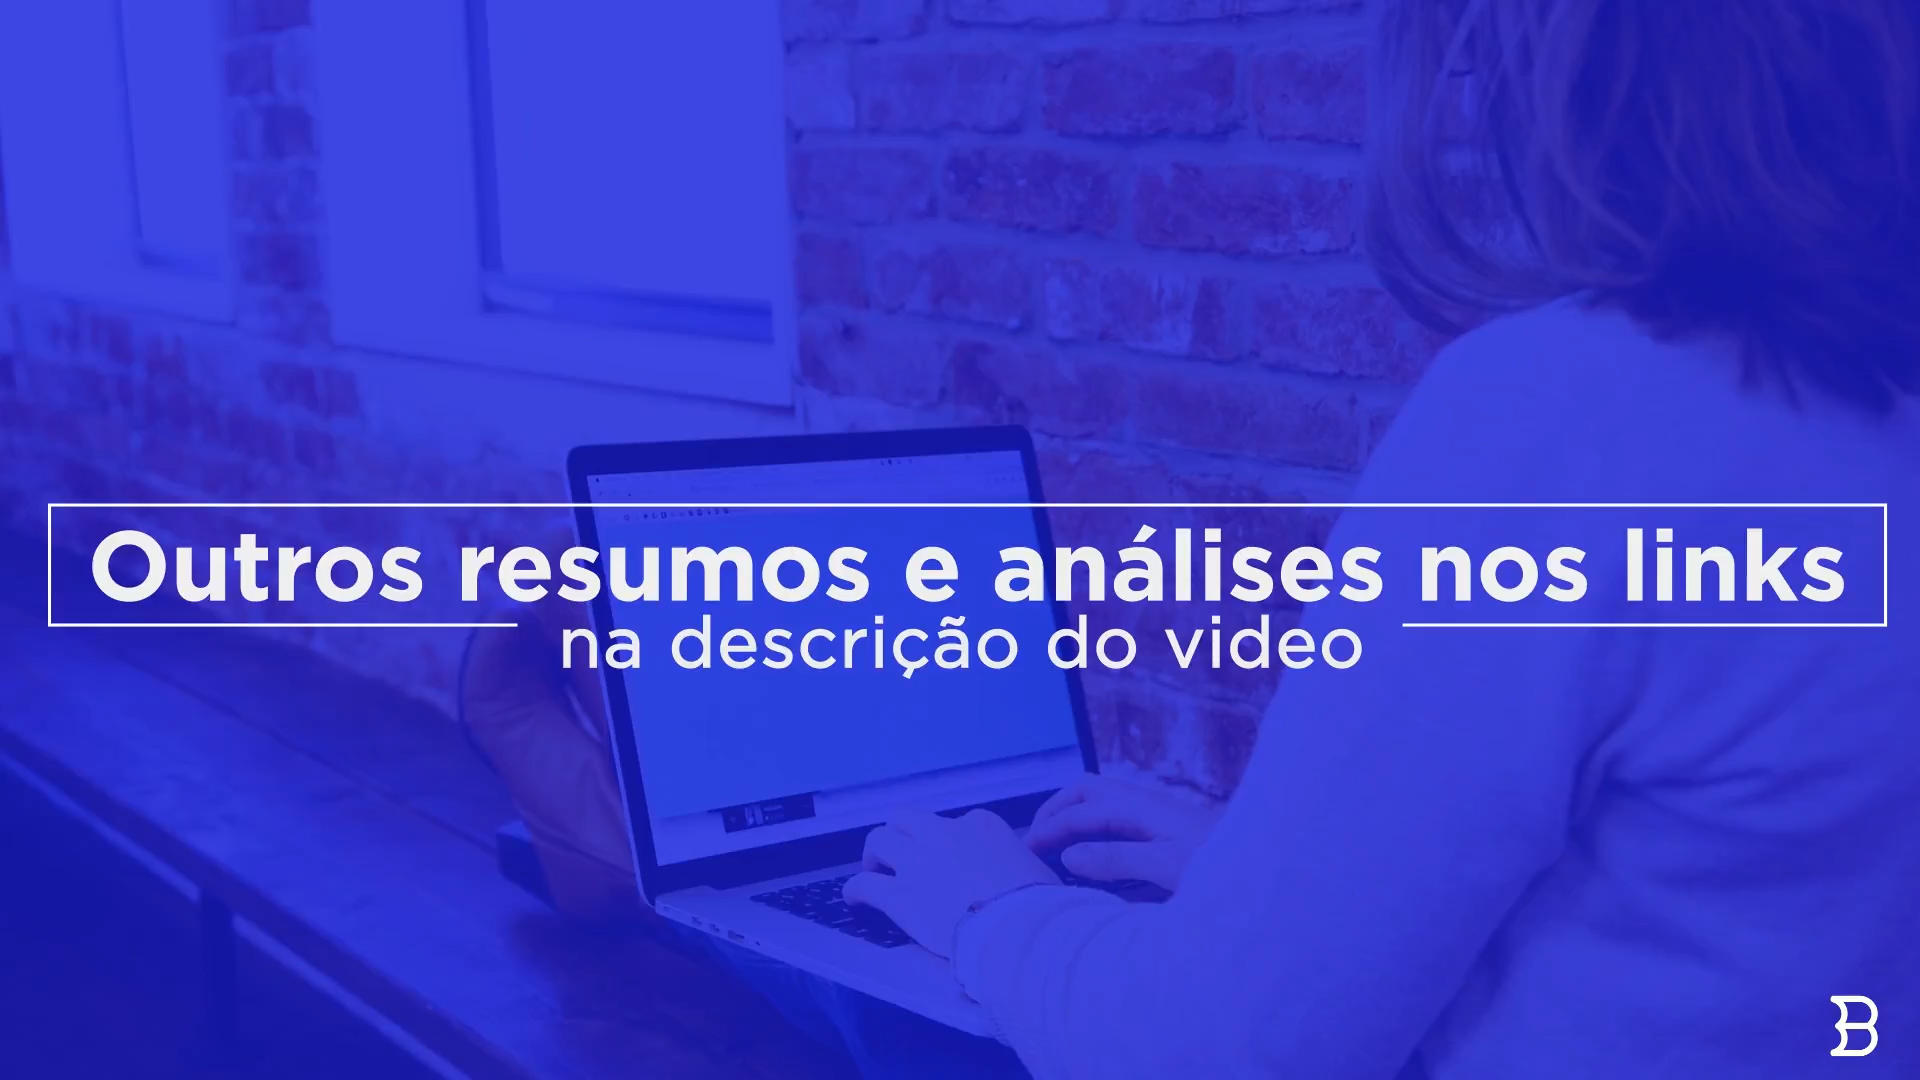 Outros resumos e análises nos links
na descrição do video
B